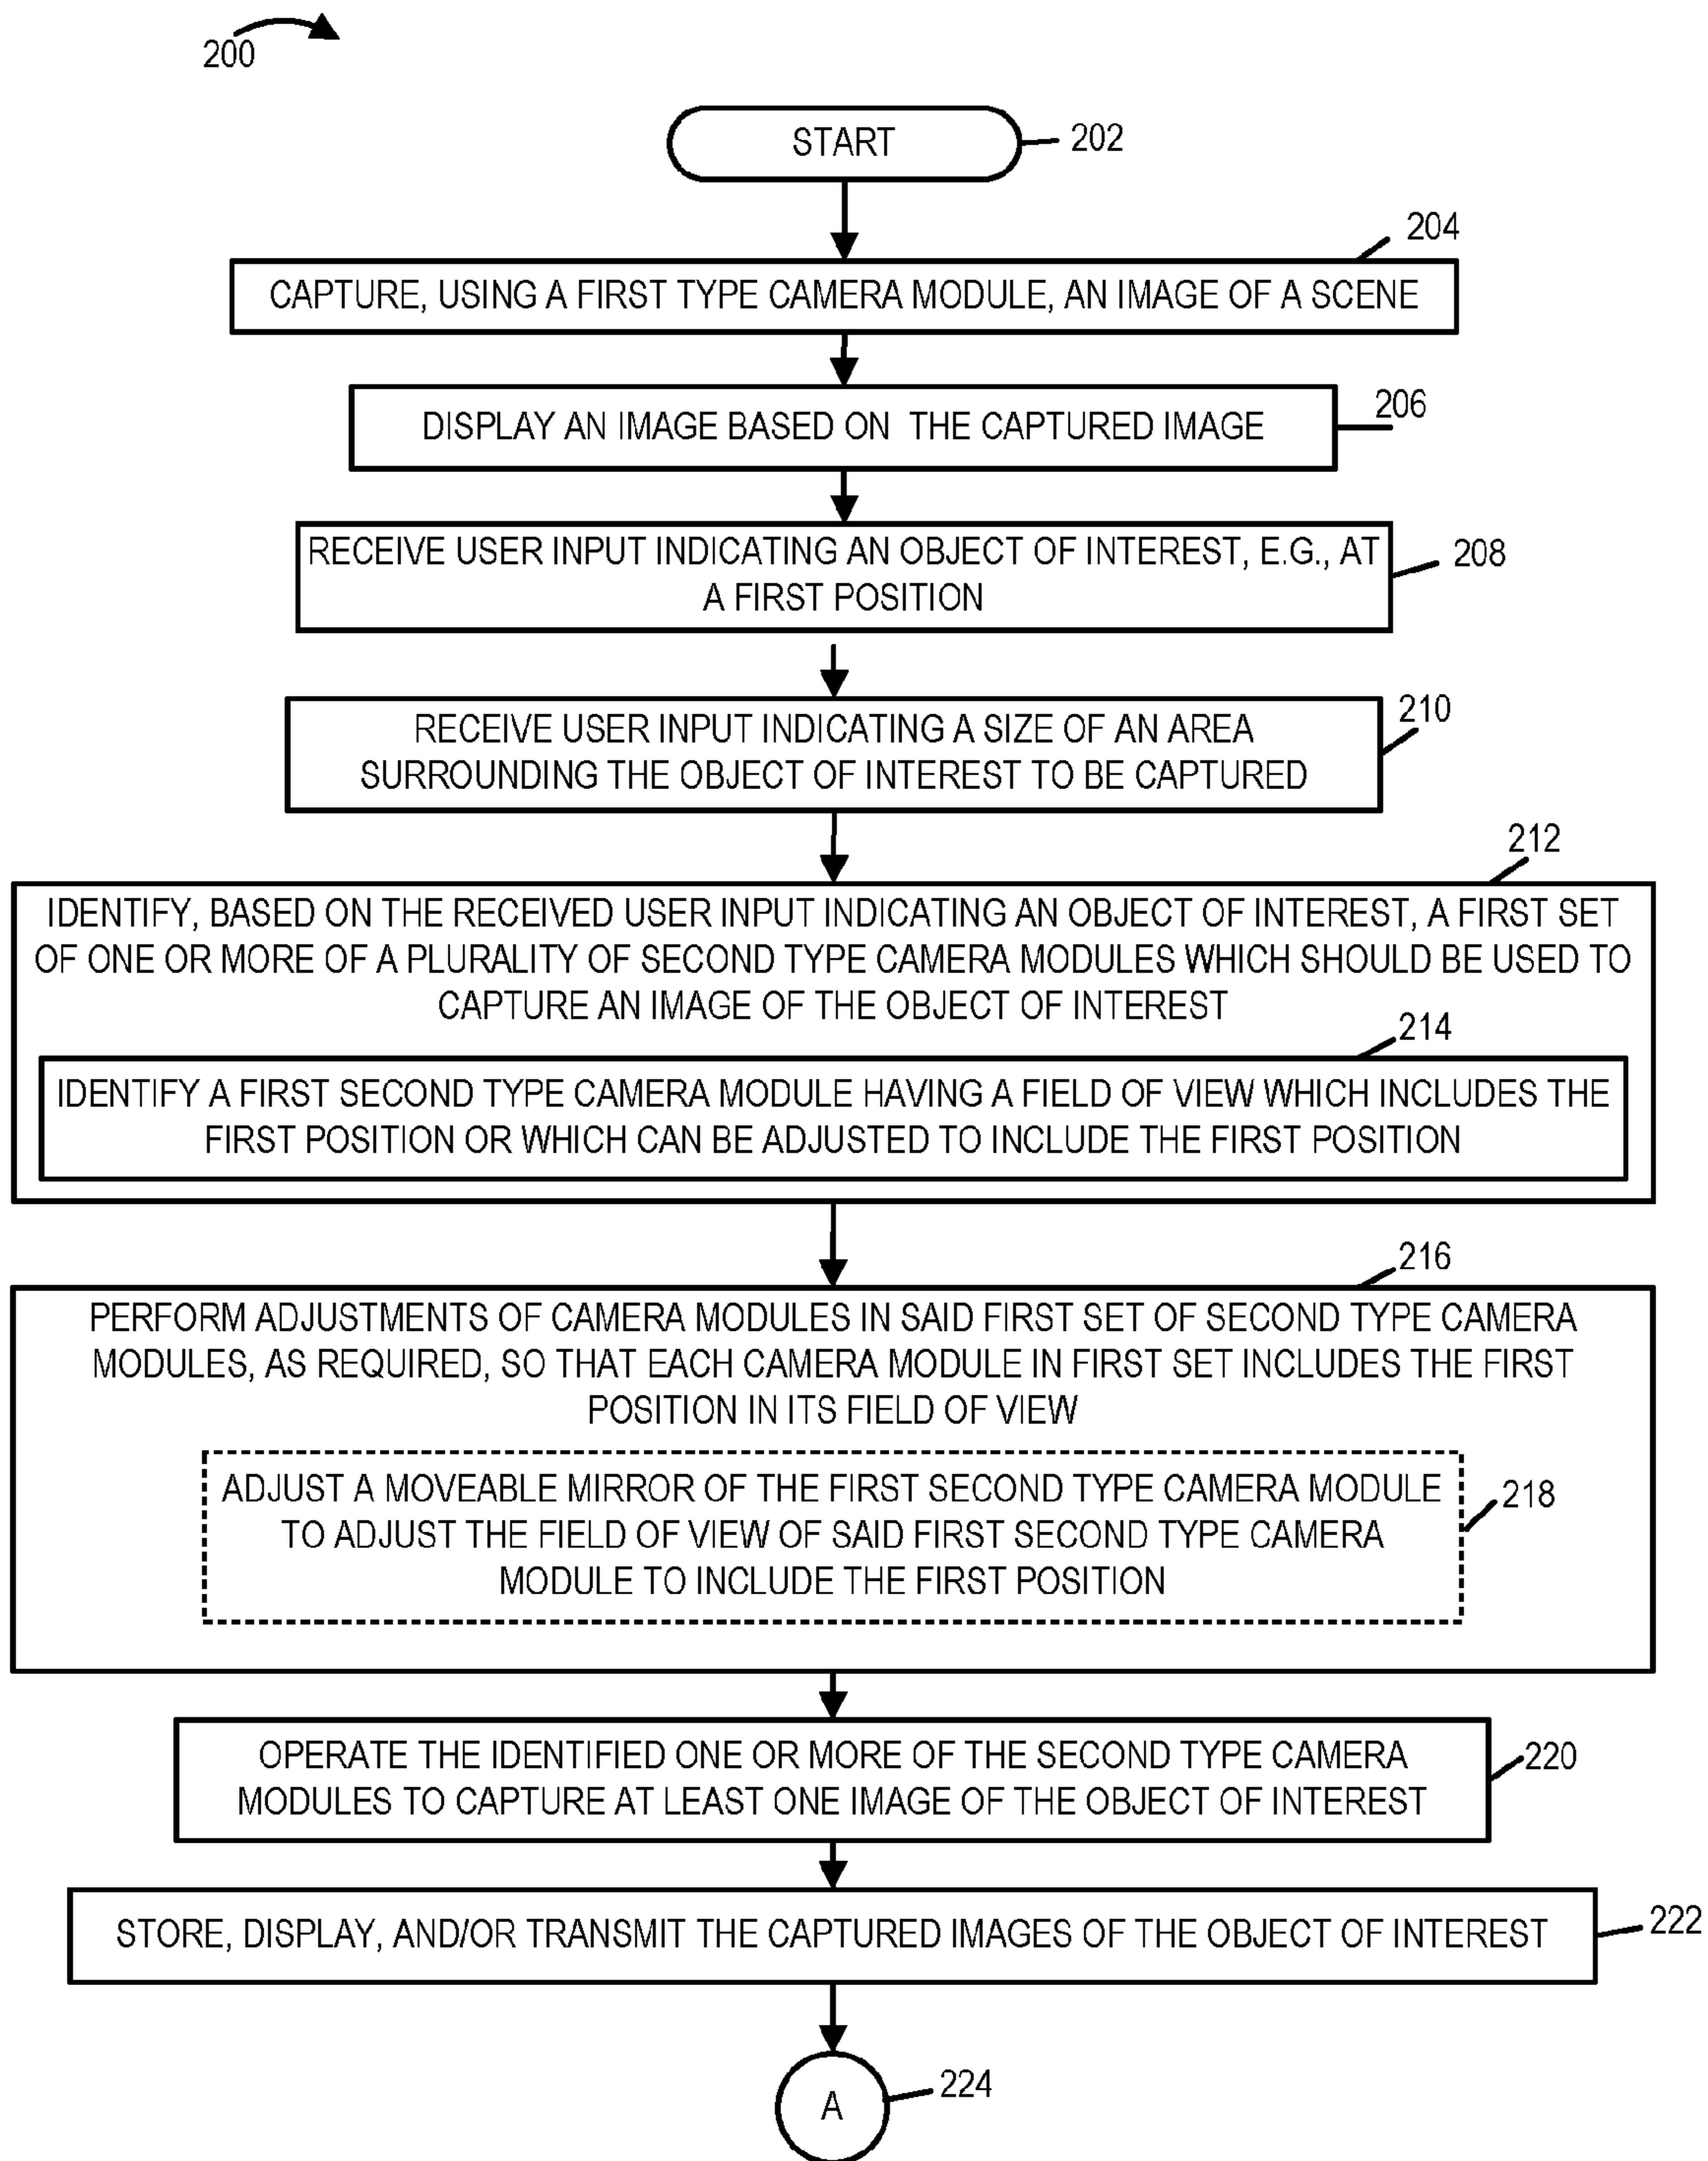 200
START
202
204
CAPTURE, USING A FIRST TYPE CAMERA MODULE, AN IMAGE OF A SCENE
206
DISPLAY AN IMAGE BASED ON THE CAPTURED IMAGE
208
RECEIVE USER INPUT INDICATING AN OBJECT OF INTEREST, E.G., AT
A FIRST POSITION
210
RECEIVE USER INPUT INDICATING A SIZE OF AN AREA
SURROUNDING THE OBJECT OF INTEREST TO BE CAPTURED
212
IDENTIFY, BASED ON THE RECEIVED USER INPUT INDICATING AN OBJECT OF INTEREST, A FIRST SET
OF ONE OR MORE OF A PLURALITY OF SECOND TYPE CAMERA MODULES WHICH SHOULD BE USED TO
CAPTURE AN IMAGE OF THE OBJECT OF INTEREST
214
IDENTIFY A FIRST SECOND TYPE CAMERA MODULE HAVING A FIELD OF VIEW WHICH INCLUDES THE
FIRST POSITION OR WHICH CAN BE ADJUSTED TO INCLUDE THE FIRST POSITION
216
PERFORM ADJUSTMENTS OF CAMERA MODULES IN SAID FIRST SET OF SECOND TYPE CAMERA
MODULES, AS REQUIRED, SO THAT EACH CAMERA MODULE IN FIRST SET INCLUDES THE FIRST
POSITION IN ITS FIELD OF VIEW
ADJUST A MOVEABLE MIRROR OF THE FIRST SECOND TYPE CAMERA MODULE
TO ADJUST THE FIELD OF VIEW OF SAID FIRST SECOND TYPE CAMERA
MODULE TO INCLUDE THE FIRST POSITION
218
OPERATE THE IDENTIFIED ONE OR MORE OF THE SECOND TYPE CAMERA
MODULES TO CAPTURE AT LEAST ONE IMAGE OF THE OBJECT OF INTEREST
220
STORE, DISPLAY, AND/OR TRANSMIT THE CAPTURED IMAGES OF THE OBJECT OF INTEREST
222
A
224